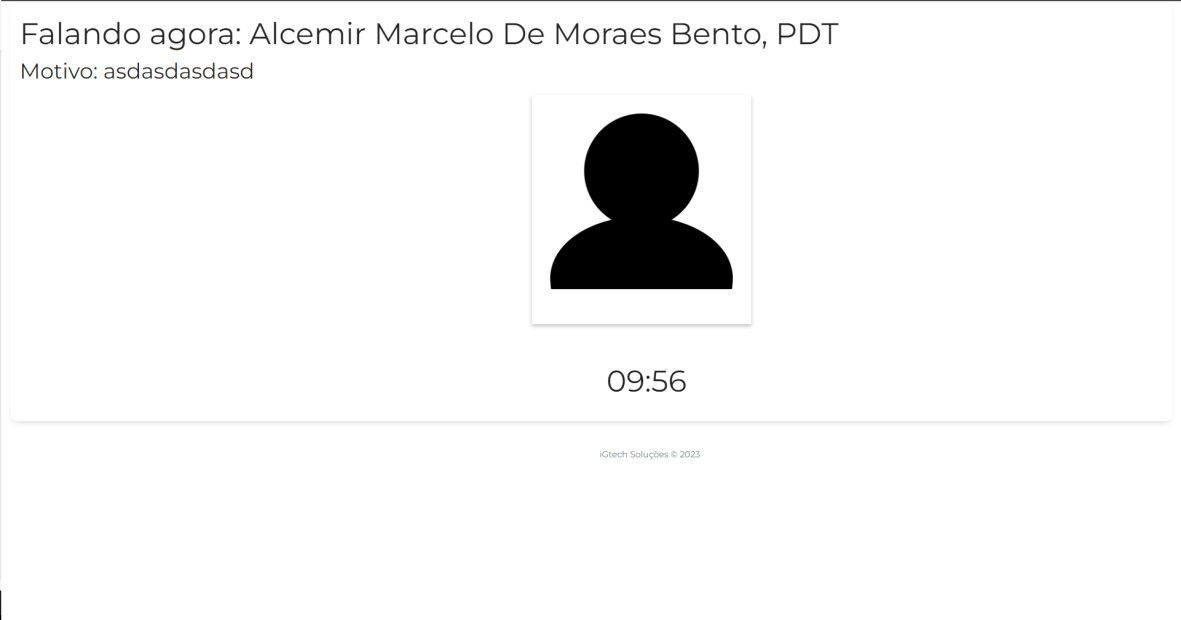 Falando agora: Alcemir Marcelo De Moraes Bento, PDT
Motivo: asdasdasdasd
09:56
iGtech Soluções © 2023